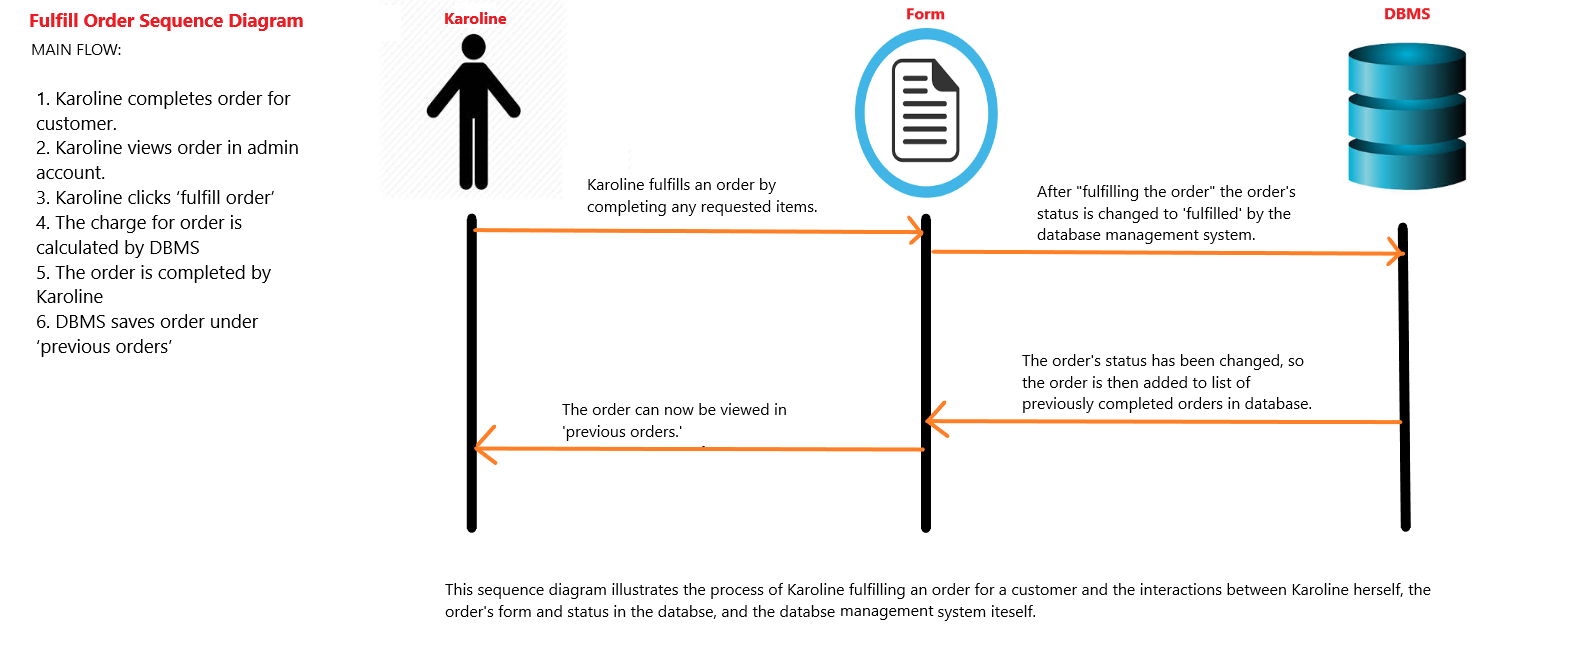 Fulfill Order Sequence Diagram
MAIN FLOW:
1. Karoline completes order for
customer.
2. Karoline views order in admin
account.
3. Karoline clicks ‘fulfill order’
4. The charge for order is
calculated by DBMS
5. The order is completed by
Karoline
6. DBMS saves order under
‘previous orders’
Karoline
Form
DBMS
Karoline fulfills an order by
completing any requested items.
After "fulfilling the order" the order's
status is changed to 'fulfilled' by the
database management system.
The order's status has been changed, so
the order is then added to list of
previously completed orders in database.
The order can now be viewed in
'previous orders.'
This sequence diagram illustrates the process of Karoline fulfilling an order for a customer and the interactions between Karoline herself, the
order's form and status in the databse, and the databse management system iteself.